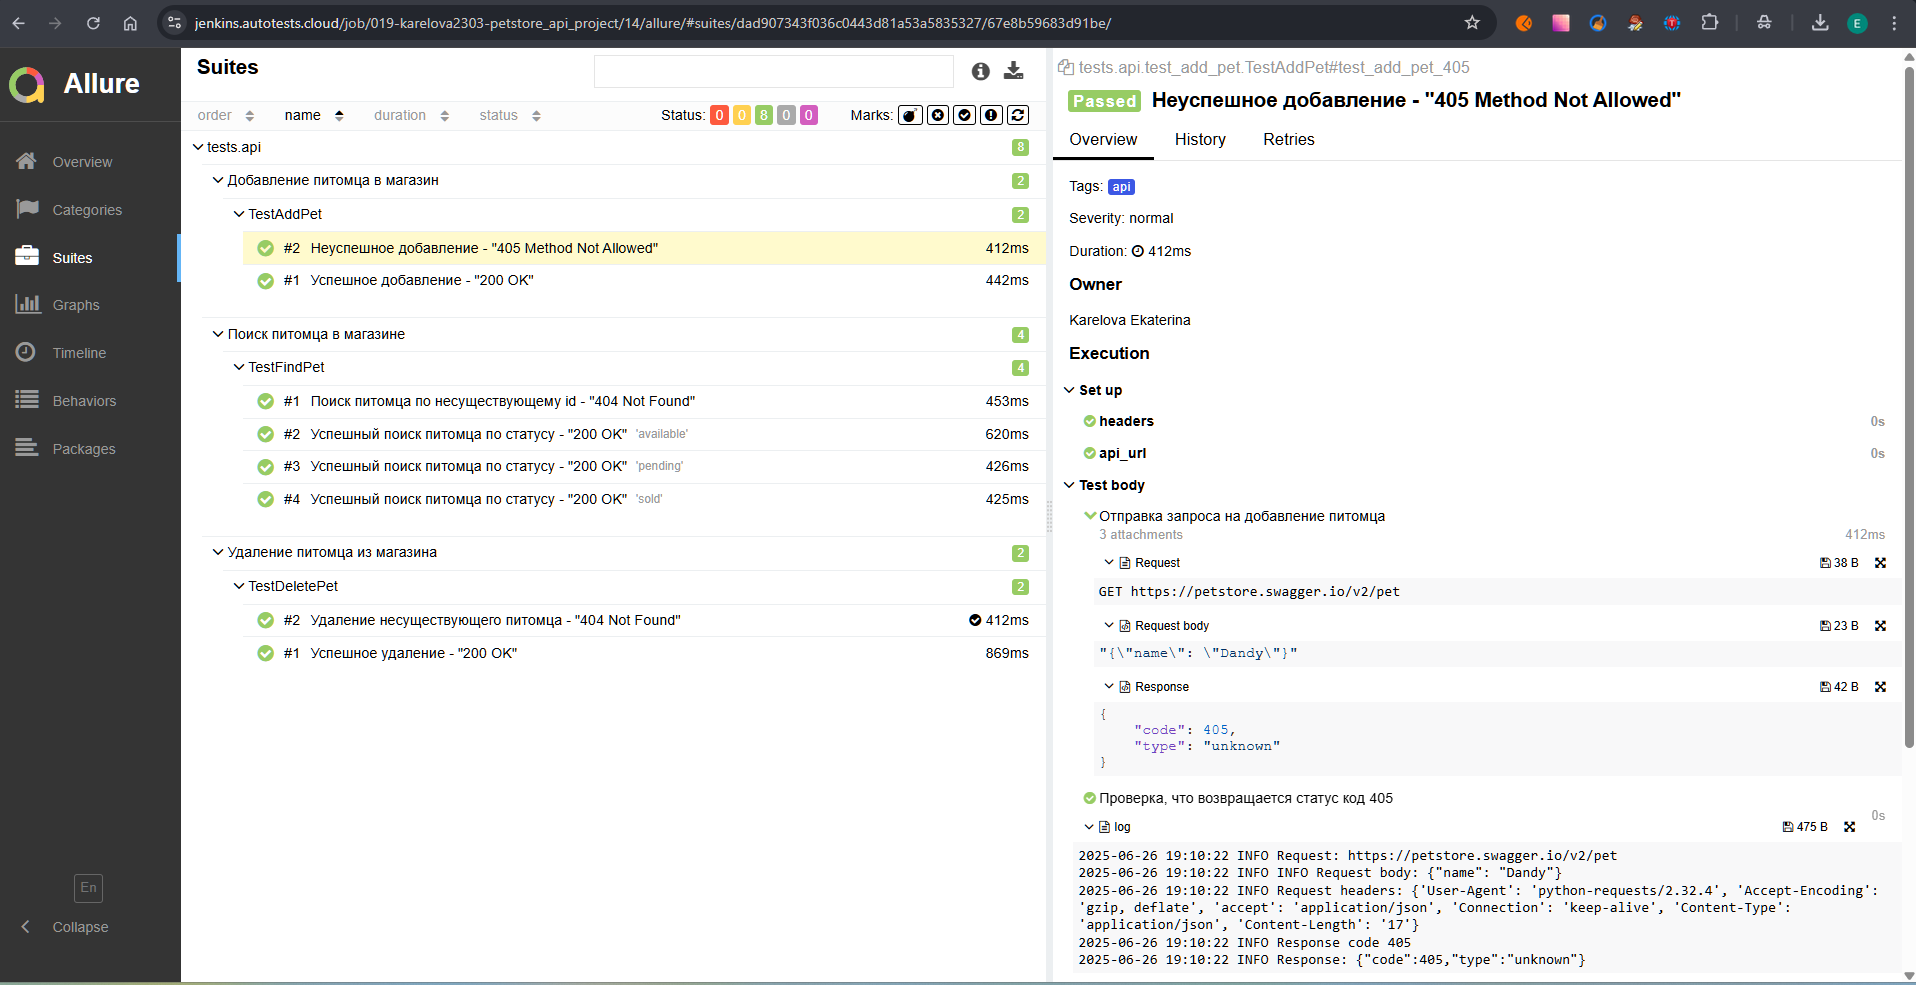 jenkins.autotests.cloud/job/019-karelova2303-petstore_api_project/14/allure/#suites/dad907343f036c0443d81a53a5835327/67e8b59683d91be/
E
Allure
Overview
Categories
Suites
Graphs
Timeline
Behaviors
Packages
En
Collapse
Suites
order name duration status Status: 0 0 8 0 0 Marks:
tests.api 8
Добавление питомца в магазин 2
TestAddPet 2
#2 Неуспешное добавление - "405 Method Not Allowed" 412ms
#1 Успешное добавление - "200 OK" 442ms
Поиск питомца в магазине 4
TestFindPet 4
#1 Поиск питомца по несуществующему id - "404 Not Found" 453ms
#2 Успешный поиск питомца по статусу - "200 OK" 'available' 620ms
#3 Успешный поиск питомца по статусу - "200 OK" 'pending' 426ms
#4 Успешный поиск питомца по статусу - "200 OK" 'sold' 425ms
Удаление питомца из магазина 2
TestDeletePet 2
#2 Удаление несуществующего питомца - "404 Not Found" 412ms
#1 Успешное удаление - "200 OK" 869ms
tests.api.test_add_pet.TestAddPet#test_add_pet_405
Passed Неуспешное добавление - "405 Method Not Allowed"
Overview History Retries
Tags: api
Severity: normal
Duration: 412ms
Owner
Karelova Ekaterina
Execution
Set up
headers 0s
api_url 0s
Test body
Отправка запроса на добавление питомца
3 attachments 412ms
Request 38 B
GET https://petstore.swagger.io/v2/pet
Request body 23 B
"{\"name\": \"Dandy\"}"
Response 42 B
{
"code": 405,
"type": "unknown"
}
Проверка, что возвращается статус код 405
0s
log 475 B
2025-06-26 19:10:22 INFO Request: https://petstore.swagger.io/v2/pet
2025-06-26 19:10:22 INFO INFO Request body: {"name": "Dandy"}
2025-06-26 19:10:22 INFO Request headers: {'User-Agent': 'python-requests/2.32.4', 'Accept-Encoding':
'gzip, deflate', 'accept': 'application/json', 'Connection': 'keep-alive', 'Content-Type':
'application/json', 'Content-Length': '17'}
2025-06-26 19:10:22 INFO Response code 405
2025-06-26 19:10:22 INFO Response: {"code":405,"type":"unknown"}